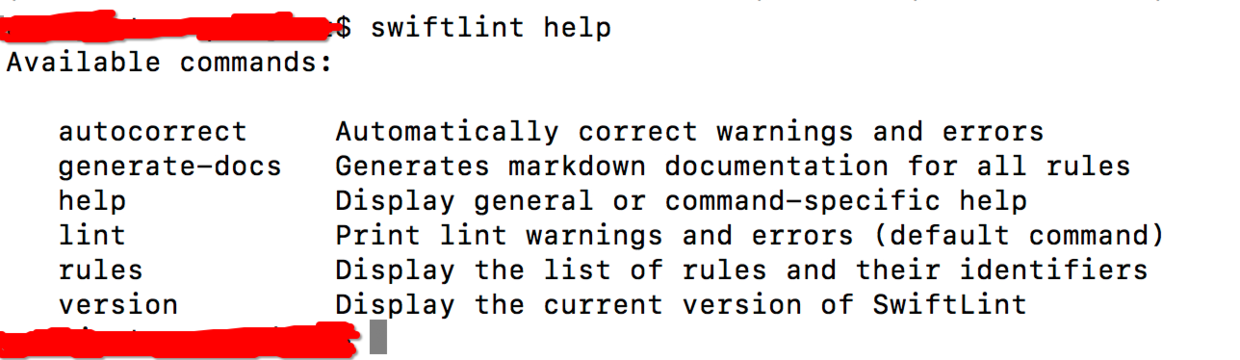 $ swiftlint help
Available commands:
autocorrect Automatically correct warnings and errors
generate-docs Generates markdown documentation for all rules
help Display general or command-specific help
lint Print lint warnings and errors (default command)
rules Display the list of rules and their identifiers
version Display the current version of SwiftLint